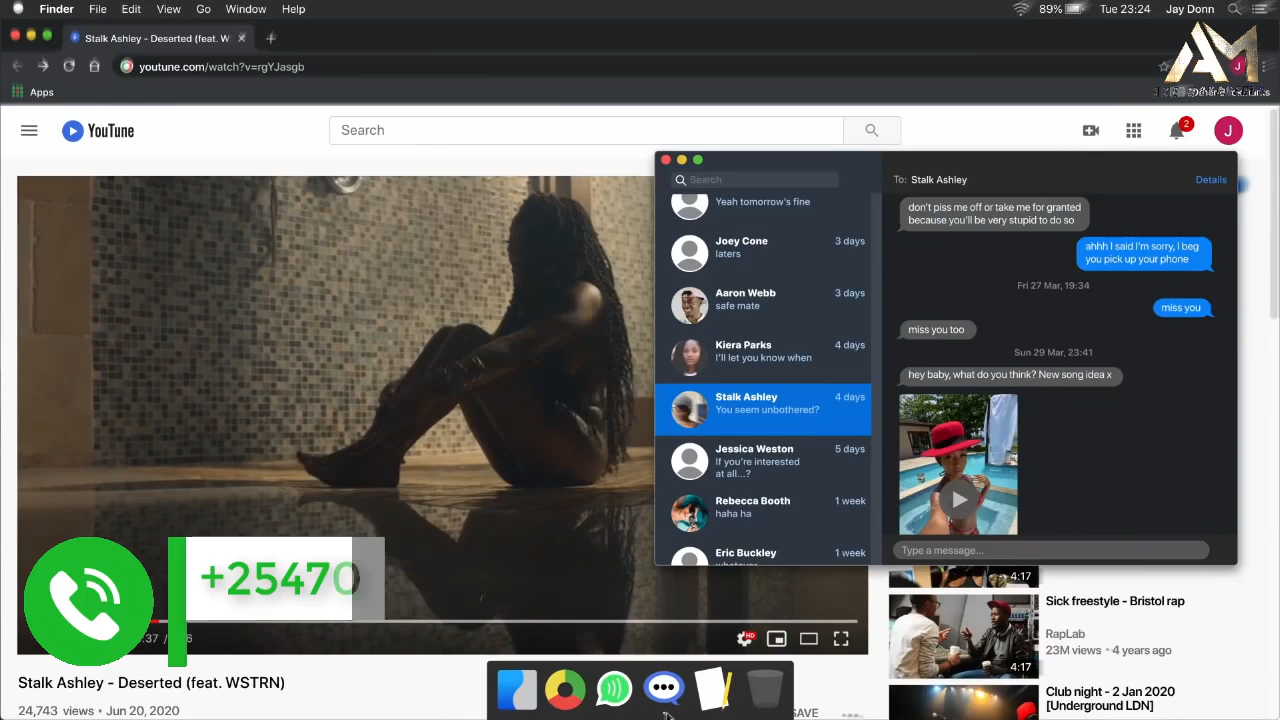 Finder File Edit View Go Window Help
89% Tue 23:24 Jay Donn
Stalk Ashley - Deserted (feat. W
AM
youtune.com/watch?v=rgYJasgb
J
Apps
YouTune
Search
2
J
Search
To: Stalk Ashley
Details
Yeah tomorrow's fine
Joey Cone 3 days
laters
Aaron Webb 3 days
safe mate
Kiera Parks 4 days
I'll let you know when
Stalk Ashley 4 days
You seem unbothered?
Jessica Weston 5 days
If you're interested
at all...?
Rebecca Booth 1 week
haha ha
Eric Buckley 1 week
don't piss me off or take me for granted
because you'll be very stupid to do so
ahhh I said I'm sorry, I beg
you pick up your phone
Fri 27 Mar, 19:34
miss you
miss you too
Sun 29 Mar, 23:41
hey baby, what do you think? New song idea x
Type a message...
+25470
:37
HD
4:17
Sick freestyle - Bristol rap
RapLab
23M views • 4 years ago
4:17
Club night - 2 Jan 2020
[Underground LDN]
Stalk Ashley - Deserted (feat. WSTRN)
24,743 views • Jun 20, 2020
SAVE